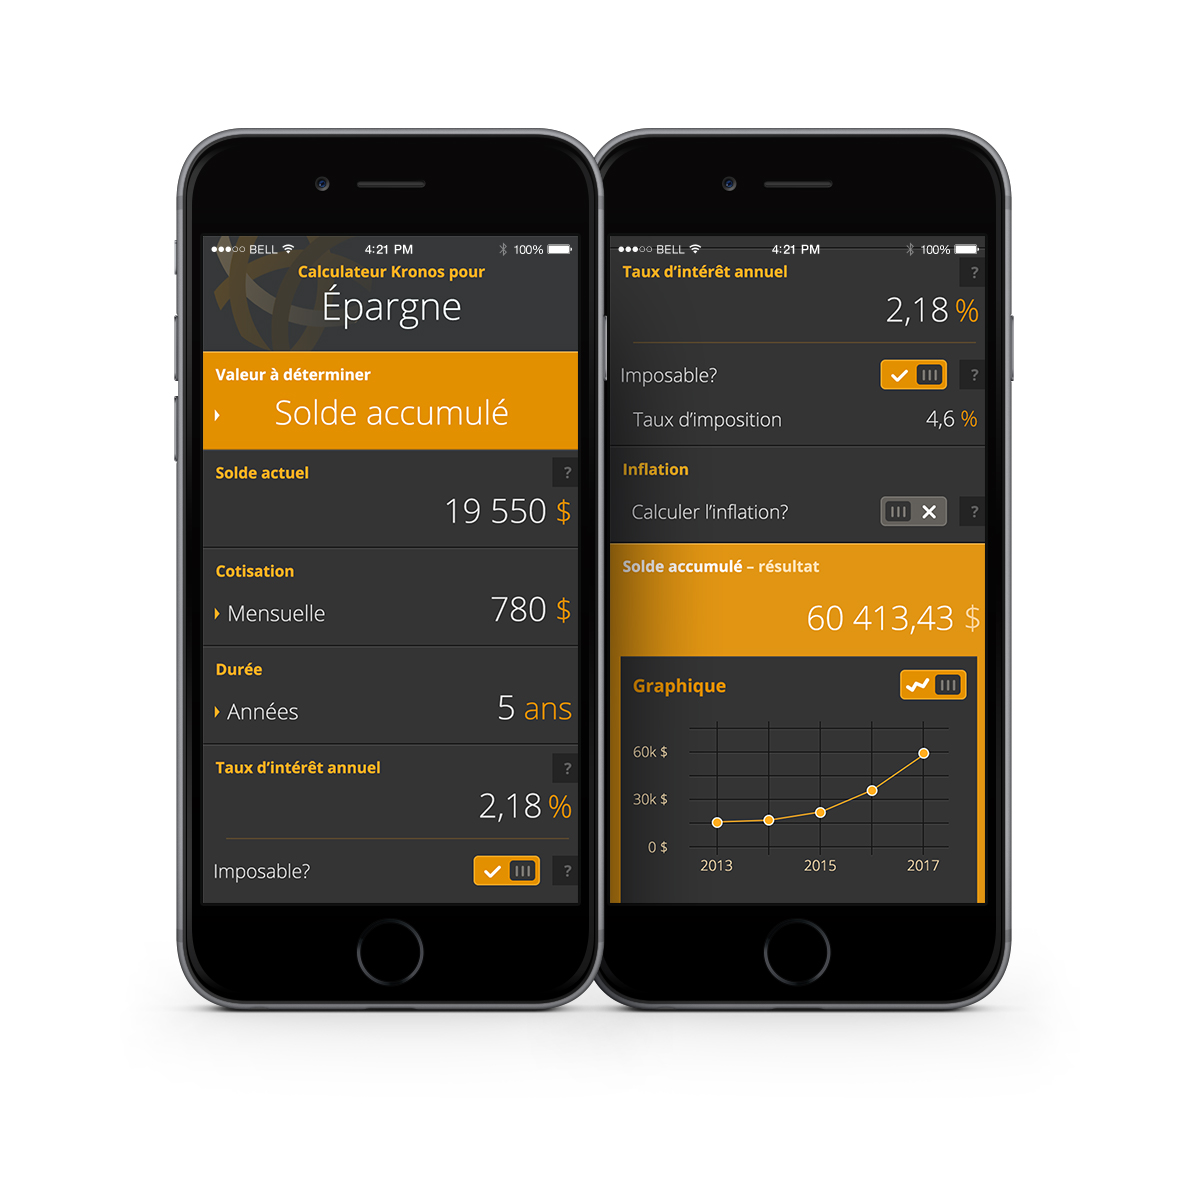 BELL 4:21 PM 100%
Calculateur Kronos pour
Épargne
Valeur à déterminer
Solde accumulé
Solde actuel ?
19 550 $
Cotisation
Mensuelle 780 $
Durée
Années 5 ans
Taux d'intérêt annuel ?
2,18 %
Imposable? ?
BELL 4:21 PM 100%
Taux d'intérêt annuel ?
2,18 %
Imposable? ?
Taux d'imposition 4,6 %
Inflation
Calculer l'inflation? ?
Solde accumulé – résultat
60 413,43 $
Graphique
60k $
30k $
0 $
2013 2015 2017